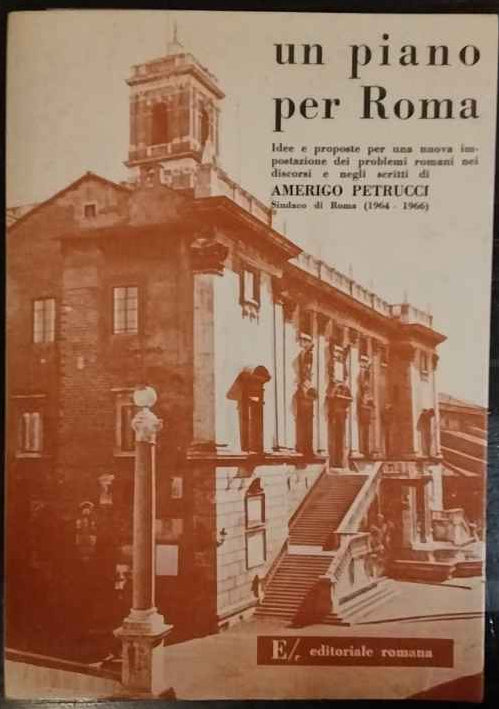 un piano
per Roma
Idee e proposte per una nuova im-
postazione dei problemi romani nei
discorsi e negli scritti di
AMERIGO PETRUCCI
Sindaco di Roma (1964 - 1966)
E/r editoriale romana